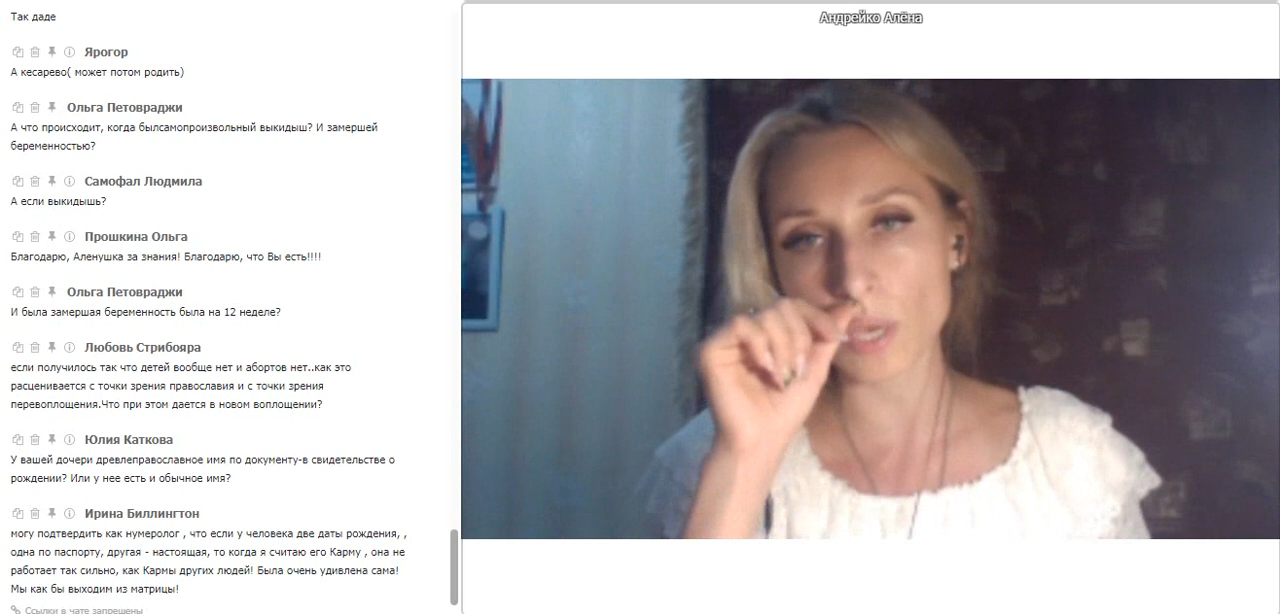 Так даде
Ярогор
А кесарево( может потом родить)
Ольга Петовраджи
А что происходит, когда былсамопроизвольный выкидыш? И замершей
беременностью?
Самофал Людмила
А если выкидышь?
Прошкина Ольга
Благодарю, Аленушка за знания! Благодарю, что Вы есть!!!!
Ольга Петовраджи
И была замершая беременность была на 12 неделе?
Любовь Стрибояра
если получилось так что детей вообще нет и абортов нет..как это
расценивается с точки зрения православия и с точки зрения
перевоплощения.Что при этом дается в новом воплощении?
Юлия Каткова
У вашей дочери древлеправославное имя по документу-в свидетельстве о
рождении? Или у нее есть и обычное имя?
Ирина Биллингтон
могу подтвердить как нумеролог , что если у человека две даты рождения, ,
одна по паспорту, другая - настоящая, то когда я считаю его Карму , она не
работает так сильно, как Кармы других людей! Была очень удивлена сама!
Мы как бы выходим из матрицы!
Ссылки в чате запрещены
Андрейко Алёна